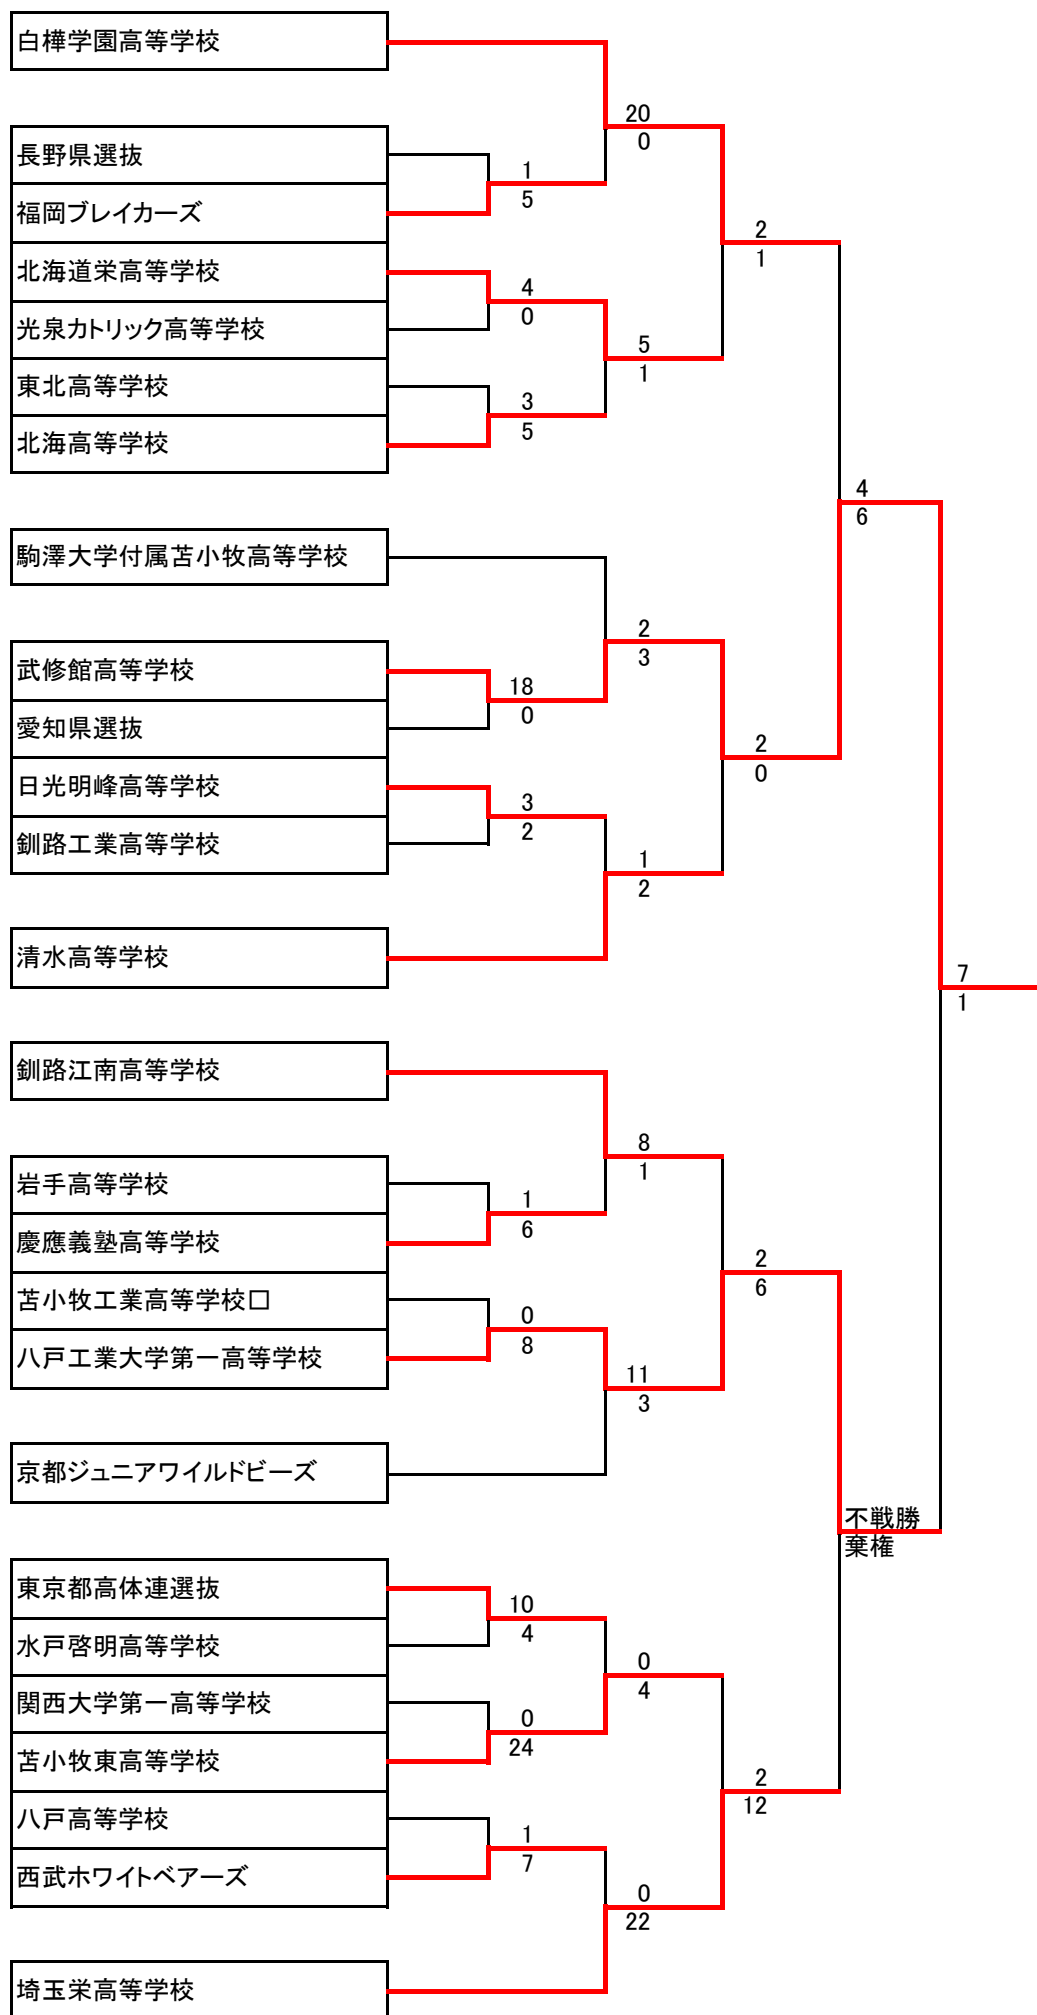 白樺学園高等学校
20
0
長野県選抜
1
5
福岡ブレイカーズ
2
1
北海道栄高等学校
4
0
光泉カトリック高等学校
5
1
東北高等学校
3
5
北海高等学校
4
6
駒澤大学付属苫小牧高等学校
2
3
武修館高等学校
18
0
愛知県選抜
2
0
日光明峰高等学校
3
2
釧路工業高等学校
1
2
清水高等学校
7
1
釧路江南高等学校
8
1
岩手高等学校
1
6
慶應義塾高等学校
2
6
苫小牧工業高等学校□
0
8
八戸工業大学第一高等学校
11
3
京都ジュニアワイルドビーズ
不戦勝
棄権
東京都高体連選抜
10
4
水戸啓明高等学校
0
4
関西大学第一高等学校
0
24
苫小牧東高等学校
2
12
八戸高等学校
1
7
西武ホワイトベアーズ
0
22
埼玉栄高等学校